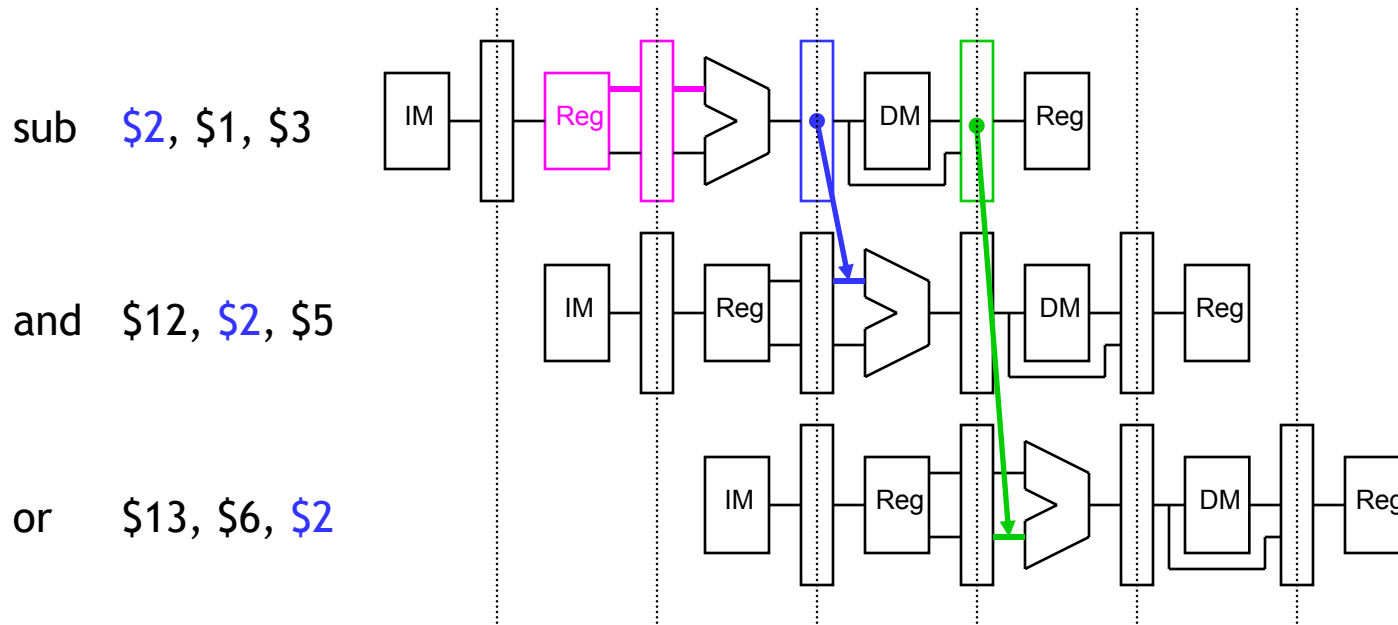 sub $2, $1, $3 IM Reg DM Reg
and $12, $2, $5 IM Reg DM Reg
or $13, $6, $2 IM Reg DM Reg